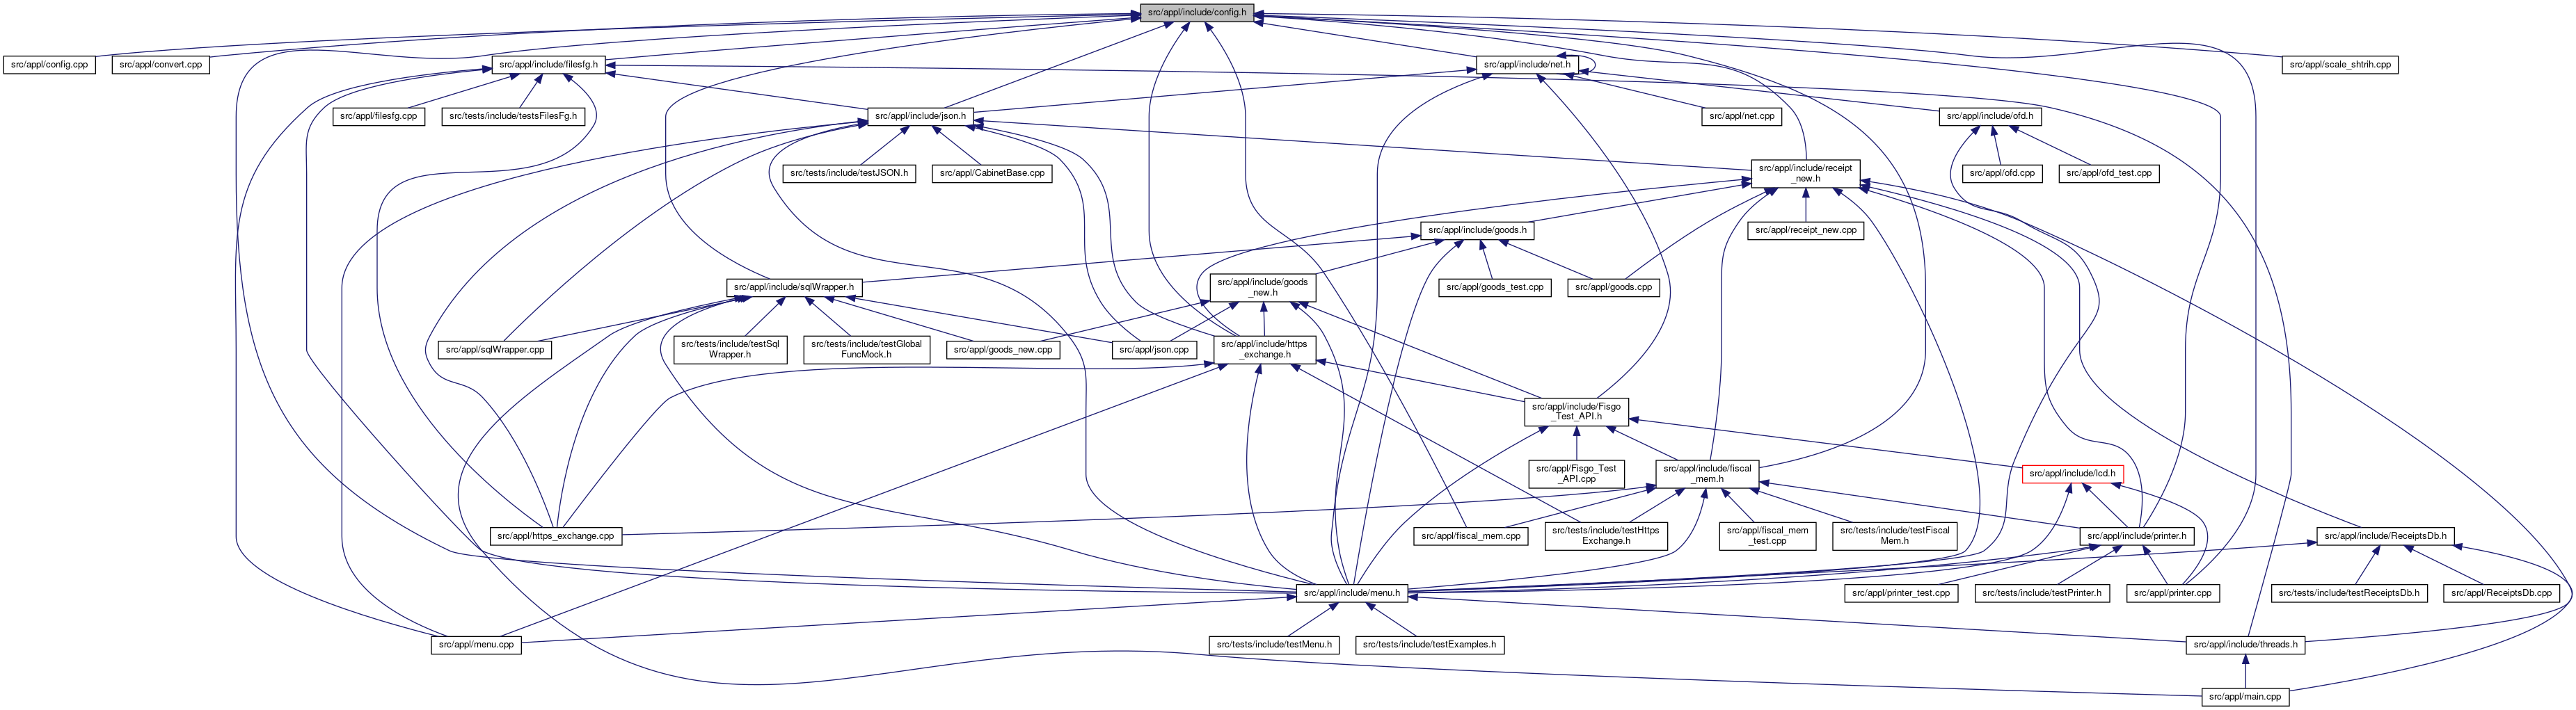 src/appl/include/config.h
src/appl/config.cpp
src/appl/convert.cpp
src/appl/include/filesfg.h
src/appl/include/net.h
src/appl/scale_shtrih.cpp
src/appl/filesfg.cpp
src/tests/include/testsFilesFg.h
src/appl/include/json.h
src/appl/net.cpp
src/appl/include/ofd.h
src/tests/include/testJSON.h
src/appl/CabinetBase.cpp
src/appl/include/receipt
_new.h
src/appl/ofd.cpp
src/appl/ofd_test.cpp
src/appl/include/goods.h
src/appl/receipt_new.cpp
src/appl/include/sqlWrapper.h
src/appl/include/goods
_new.h
src/appl/goods_test.cpp
src/appl/goods.cpp
src/appl/sqlWrapper.cpp
src/tests/include/testSql
Wrapper.h
src/tests/include/testGlobal
FuncMock.h
src/appl/goods_new.cpp
src/appl/json.cpp
src/appl/include/https
_exchange.h
src/appl/include/Fisgo
_Test_API.h
src/appl/Fisgo_Test
_API.cpp
src/appl/include/fiscal
_mem.h
src/appl/include/lcd.h
src/appl/https_exchange.cpp
src/appl/fiscal_mem.cpp
src/tests/include/testHttps
Exchange.h
src/appl/fiscal_mem
_test.cpp
src/tests/include/testFiscal
Mem.h
src/appl/include/printer.h
src/appl/include/ReceiptsDb.h
src/appl/include/menu.h
src/appl/printer_test.cpp
src/tests/include/testPrinter.h
src/appl/printer.cpp
src/tests/include/testReceiptsDb.h
src/appl/ReceiptsDb.cpp
src/appl/menu.cpp
src/tests/include/testMenu.h
src/tests/include/testExamples.h
src/appl/include/threads.h
src/appl/main.cpp